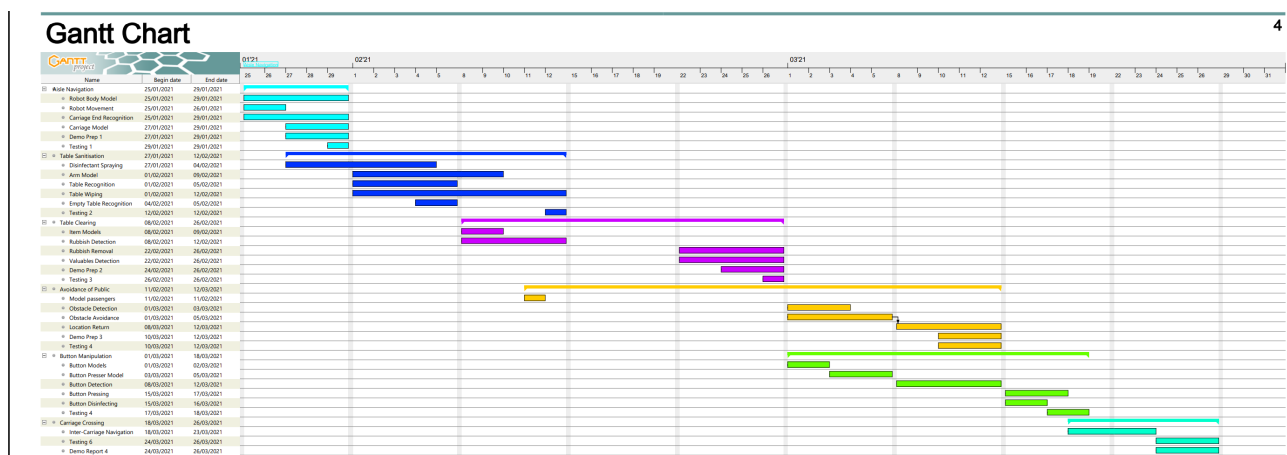 Gantt Chart
4
GANTT
project
01'21 02'21 03'21
25 26 27 28 29 1 2 3 4 5 8 9 10 11 12 15 16 17 18 19 22 23 24 25 26 1 2 3 4 5 8 9 10 11 12 15 16 17 18 19 22 23 24 25 26 29 30 31
Name Begin date End date
Aisle Navigation 25/01/2021 29/01/2021
Robot Body Model 25/01/2021 29/01/2021
Robot Movement 25/01/2021 26/01/2021
Carriage End Recognition 25/01/2021 29/01/2021
Carriage Model 27/01/2021 29/01/2021
Demo Prep 1 27/01/2021 29/01/2021
Testing 1 29/01/2021 29/01/2021
Table Sanitisation 27/01/2021 12/02/2021
Disinfectant Spraying 27/01/2021 04/02/2021
Arm Model 01/02/2021 09/02/2021
Table Recognition 01/02/2021 05/02/2021
Table Wiping 01/02/2021 12/02/2021
Empty Table Recognition 04/02/2021 05/02/2021
Testing 2 12/02/2021 12/02/2021
Table Clearing 08/02/2021 26/02/2021
Item Models 08/02/2021 09/02/2021
Rubbish Detection 08/02/2021 12/02/2021
Rubbish Removal 22/02/2021 26/02/2021
Valuables Detection 22/02/2021 26/02/2021
Demo Prep 2 24/02/2021 26/02/2021
Testing 3 26/02/2021 26/02/2021
Avoidance of Public 11/02/2021 12/03/2021
Model passengers 11/02/2021 11/02/2021
Obstacle Detection 01/03/2021 03/03/2021
Obstacle Avoidance 01/03/2021 05/03/2021
Location Return 08/03/2021 12/03/2021
Demo Prep 3 10/03/2021 12/03/2021
Testing 4 10/03/2021 12/03/2021
Button Manipulation 01/03/2021 18/03/2021
Button Models 01/03/2021 02/03/2021
Button Presser Model 03/03/2021 05/03/2021
Button Detection 08/03/2021 12/03/2021
Button Pressing 15/03/2021 17/03/2021
Button Disinfecting 15/03/2021 16/03/2021
Testing 4 17/03/2021 18/03/2021
Carriage Crossing 18/03/2021 26/03/2021
Inter-Carriage Navigation 18/03/2021 23/03/2021
Testing 6 24/03/2021 26/03/2021
Demo Report 4 24/03/2021 26/03/2021